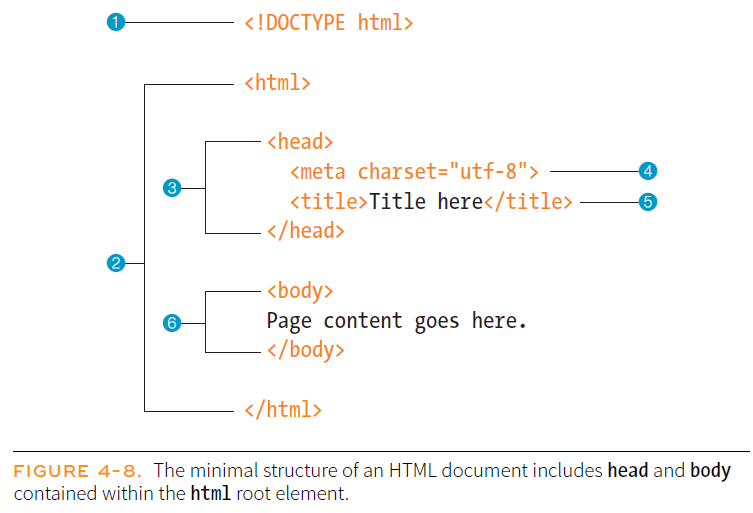 1 <!DOCTYPE html>
<html>
<head>
<meta charset="utf-8"> 4
3 <title>Title here</title> 5
</head>
2
<body>
6 Page content goes here.
</body>
</html>
FIGURE 4-8. The minimal structure of an HTML document includes head and body
contained within the html root element.